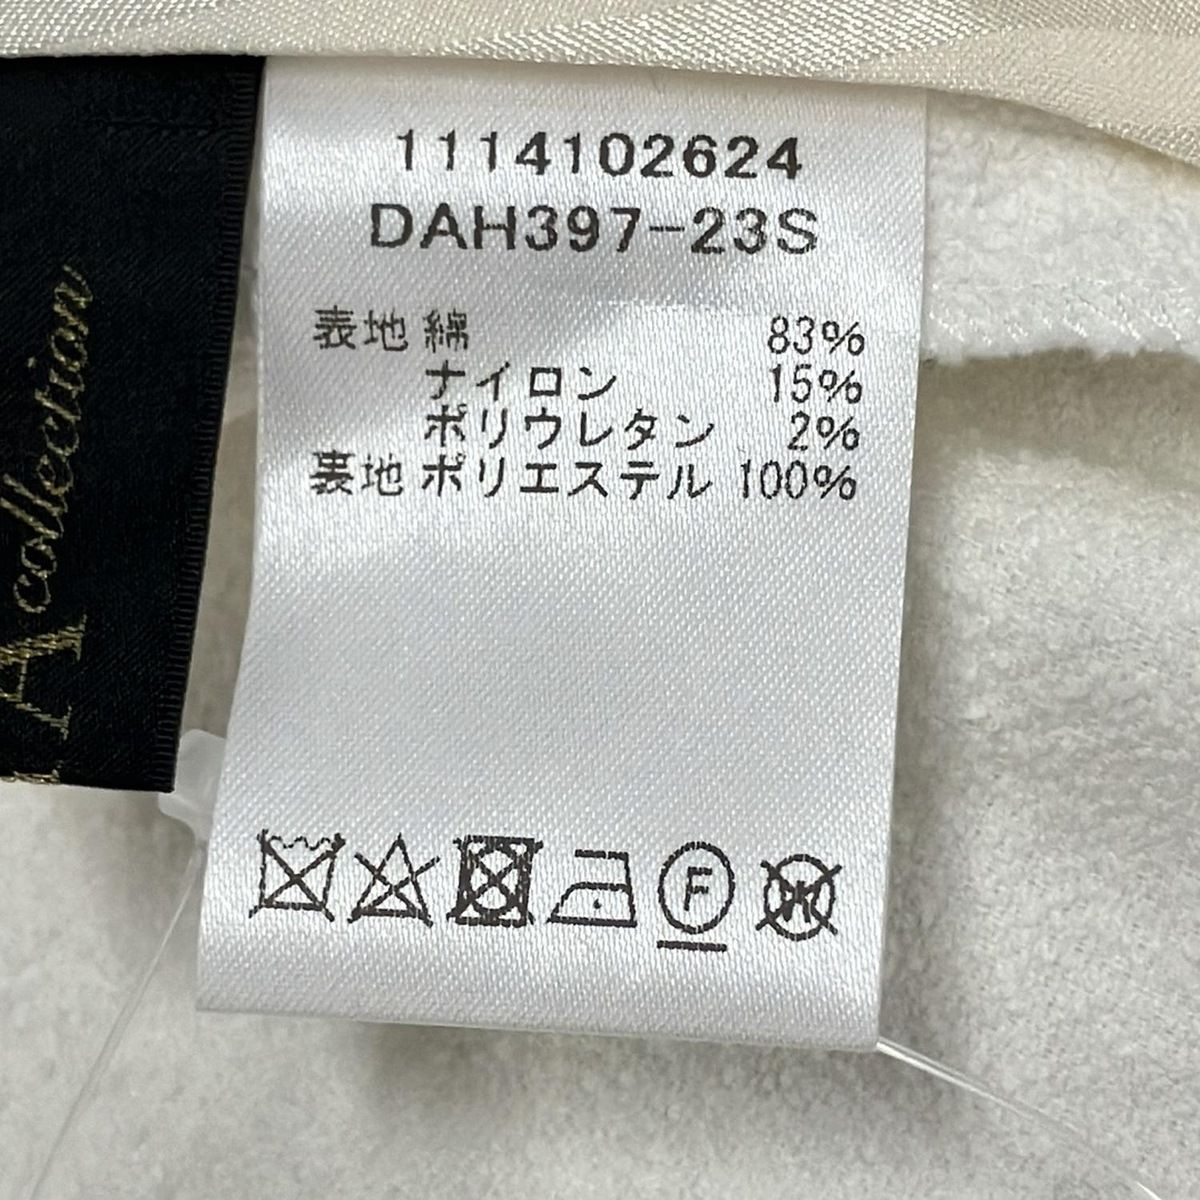 1114102624
DAH397-23S
表地 綿 83%
ナイロン 15%
ポリウレタン 2%
裏地 ポリエステル 100%
F
W
A collection